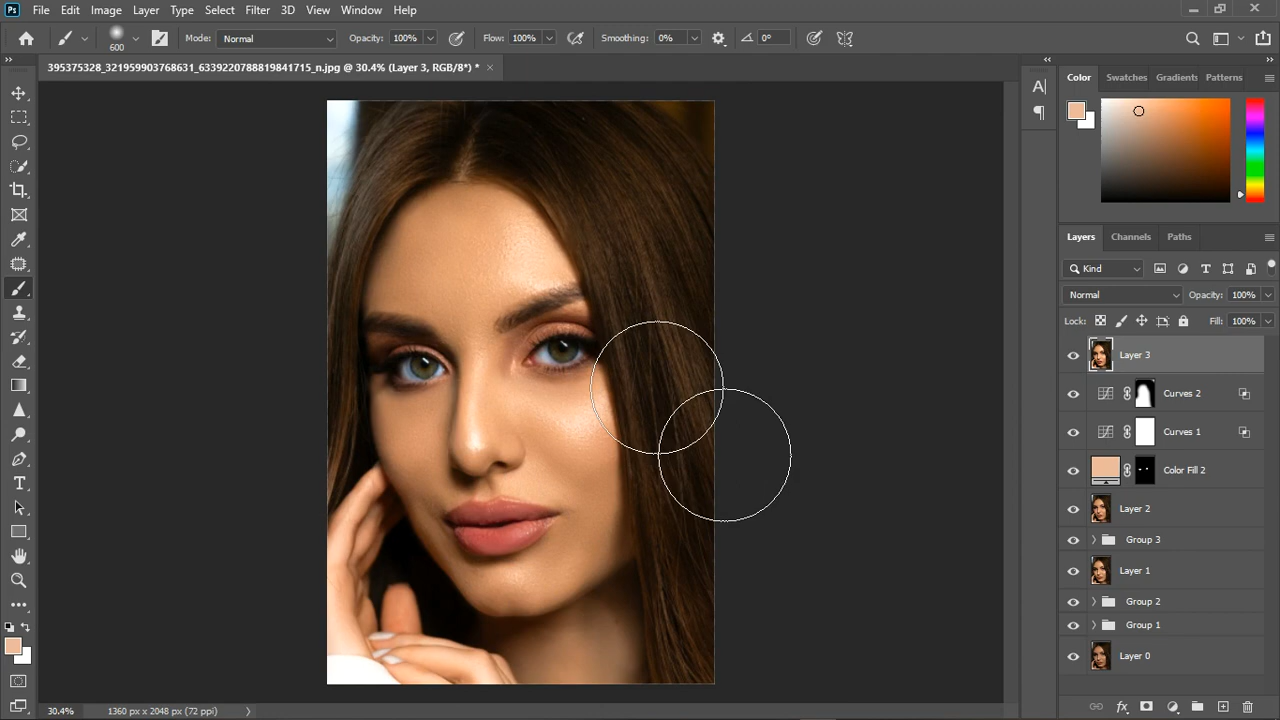 Ps File Edit Image Layer Type Select Filter 3D View Window Help
600 Mode: Normal Opacity: 100% Flow: 100% Smoothing: 0% 0°
395375328_321959903768631_6339220788819841715_n.jpg @ 30.4% (Layer 3, RGB/8*) *
Color Swatches Gradients Patterns
Layers Channels Paths
Kind
Normal Opacity: 100%
Lock: Fill: 100%
Layer 3
Curves 2
Curves 1
Color Fill 2
Layer 2
Group 3
Layer 1
Group 2
Group 1
Layer 0
30.4% 1360 px x 2048 px (72 ppi)